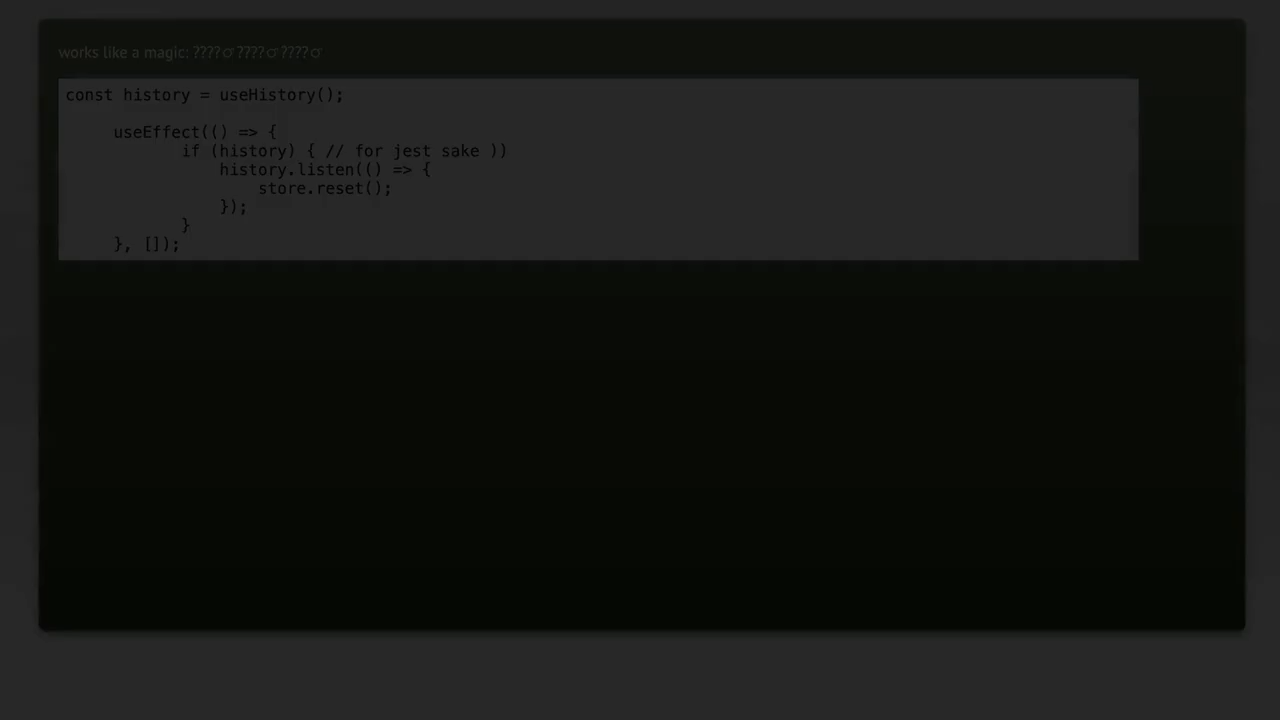 works like a magic: ????♂????♂????♂
const history = useHistory();
useEffect(() => {
if (history) { // for jest sake ))
history.listen(() => {
store.reset();
});
}
}, []);